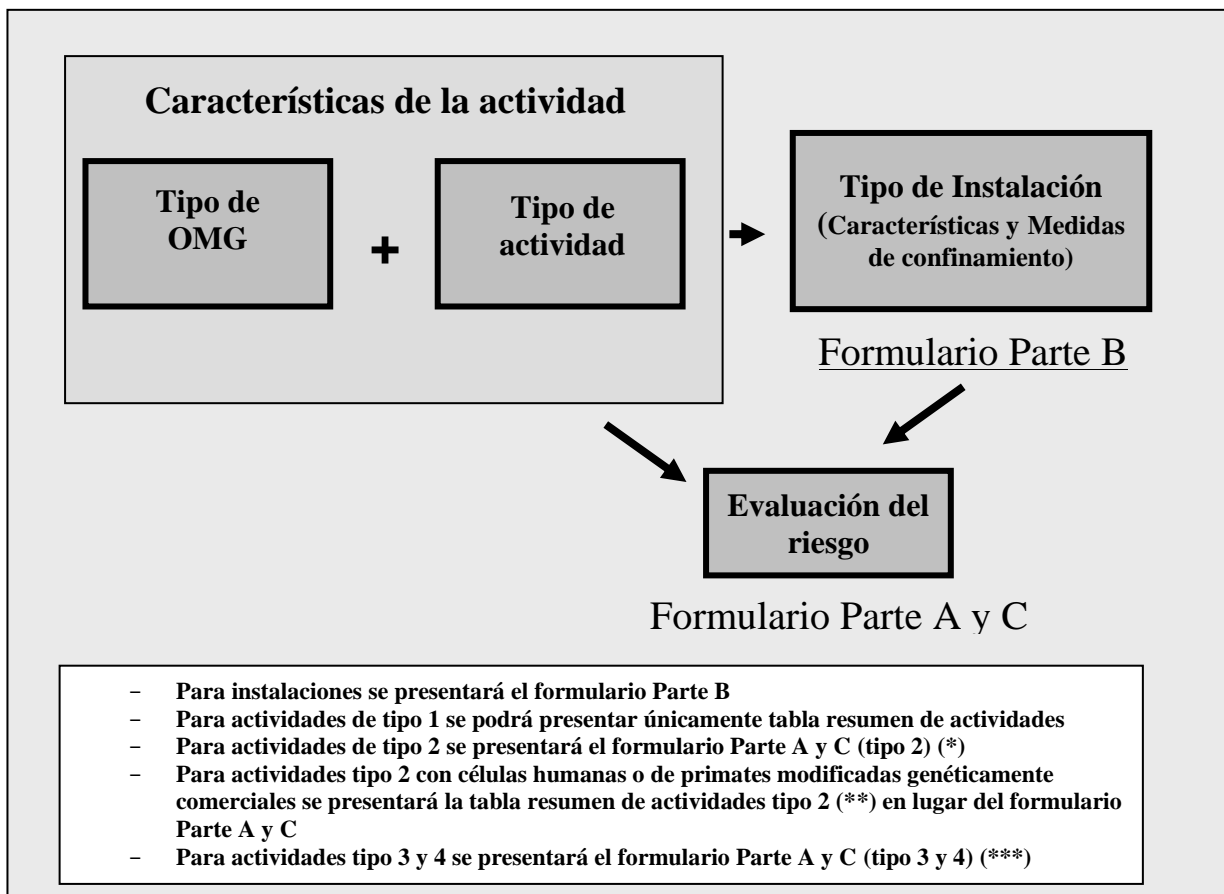 Características de la actividad
Tipo de
OMG
+
Tipo de
actividad
Tipo de Instalación
(Características y Medidas
de confinamiento)
Formulario Parte B
Evaluación del
riesgo
Formulario Parte A y C
– Para instalaciones se presentará el formulario Parte B
– Para actividades de tipo 1 se podrá presentar únicamente tabla resumen de actividades
– Para actividades de tipo 2 se presentará el formulario Parte A y C (tipo 2) (*)
– Para actividades tipo 2 con células humanas o de primates modificadas genéticamente
comerciales se presentará la tabla resumen de actividades tipo 2 (**) en lugar del formulario
Parte A y C
– Para actividades tipo 3 y 4 se presentará el formulario Parte A y C (tipo 3 y 4) (***)